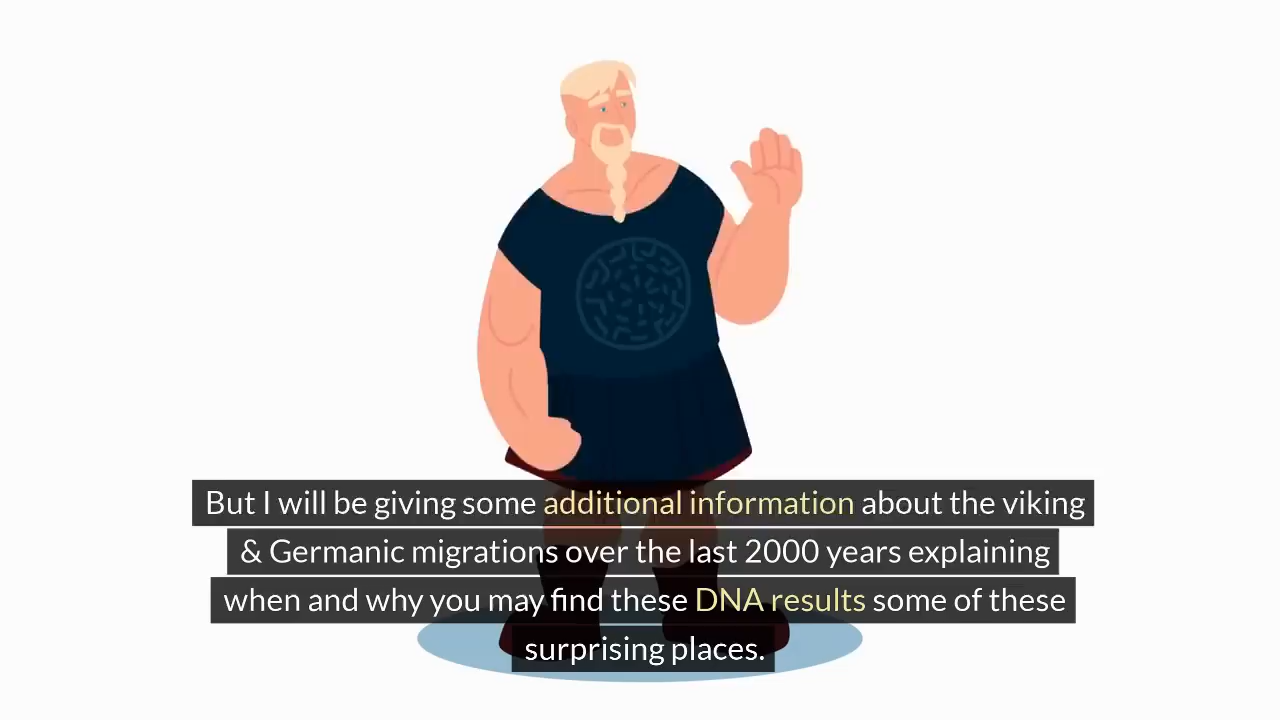 But I will be giving some additional information about the viking
& Germanic migrations over the last 2000 years explaining
when and why you may find these DNA results some of these
surprising places.